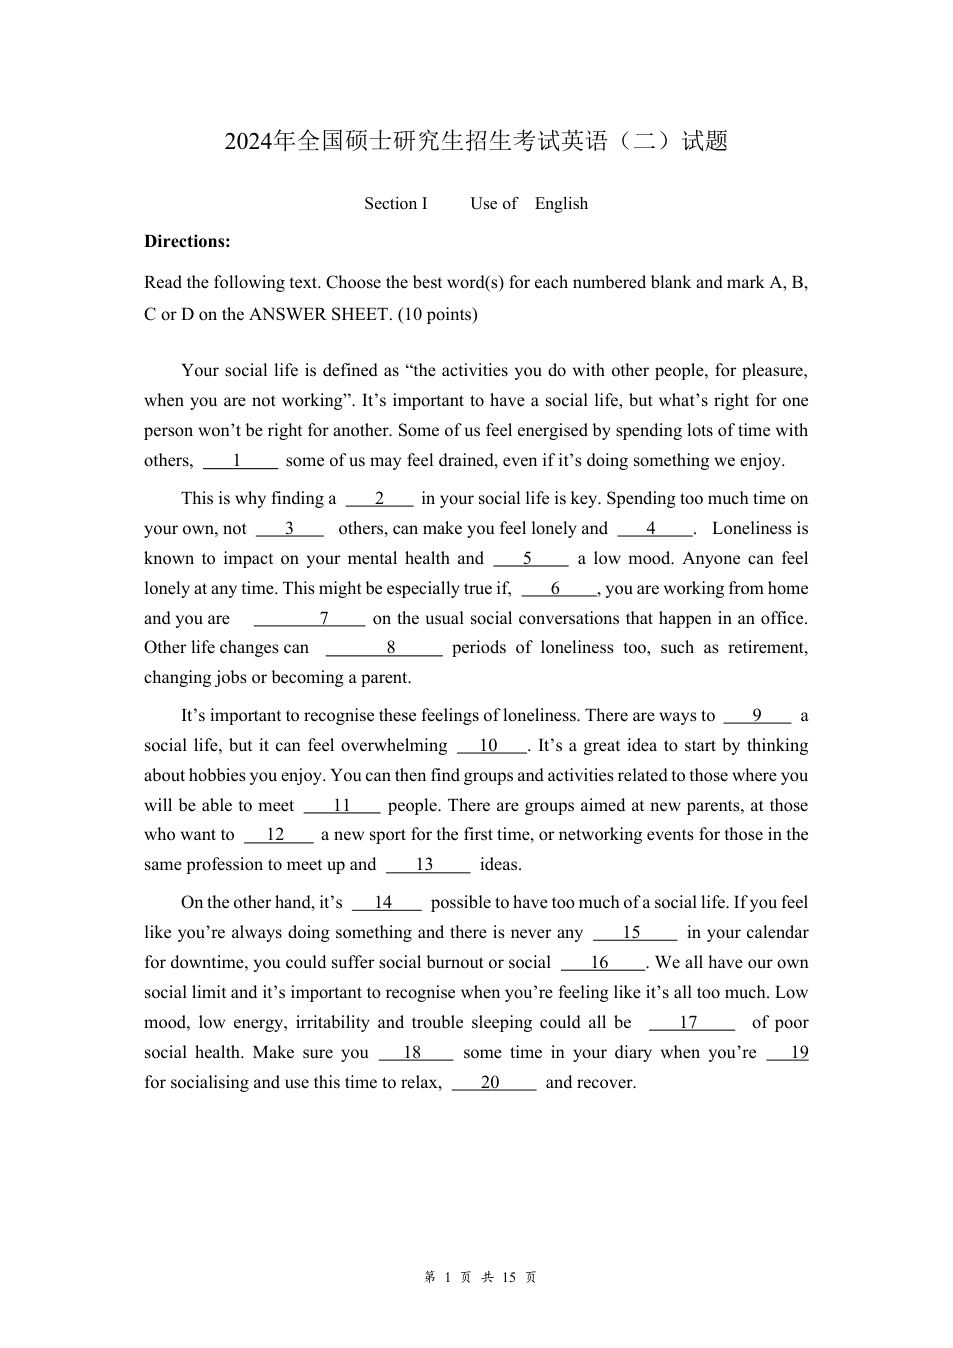 2024年全国硕士研究生招生考试英语（二）试题
Section I Use of English
Directions:
Read the following text. Choose the best word(s) for each numbered blank and mark A, B,
C or D on the ANSWER SHEET. (10 points)
Your social life is defined as “the activities you do with other people, for pleasure,
when you are not working”. It’s important to have a social life, but what’s right for one
person won’t be right for another. Some of us feel energised by spending lots of time with
others, 1 some of us may feel drained, even if it’s doing something we enjoy.
This is why finding a 2 in your social life is key. Spending too much time on
your own, not 3 others, can make you feel lonely and 4 . Loneliness is
known to impact on your mental health and 5 a low mood. Anyone can feel
lonely at any time. This might be especially true if, 6 , you are working from home
and you are 7 on the usual social conversations that happen in an office.
Other life changes can 8 periods of loneliness too, such as retirement,
changing jobs or becoming a parent.
It’s important to recognise these feelings of loneliness. There are ways to 9 a
social life, but it can feel overwhelming 10 . It’s a great idea to start by thinking
about hobbies you enjoy. You can then find groups and activities related to those where you
will be able to meet 11 people. There are groups aimed at new parents, at those
who want to 12 a new sport for the first time, or networking events for those in the
same profession to meet up and 13 ideas.
On the other hand, it’s 14 possible to have too much of a social life. If you feel
like you’re always doing something and there is never any 15 in your calendar
for downtime, you could suffer social burnout or social 16 . We all have our own
social limit and it’s important to recognise when you’re feeling like it’s all too much. Low
mood, low energy, irritability and trouble sleeping could all be 17 of poor
social health. Make sure you 18 some time in your diary when you’re 19
for socialising and use this time to relax, 20 and recover.
第 1 页 共 15 页